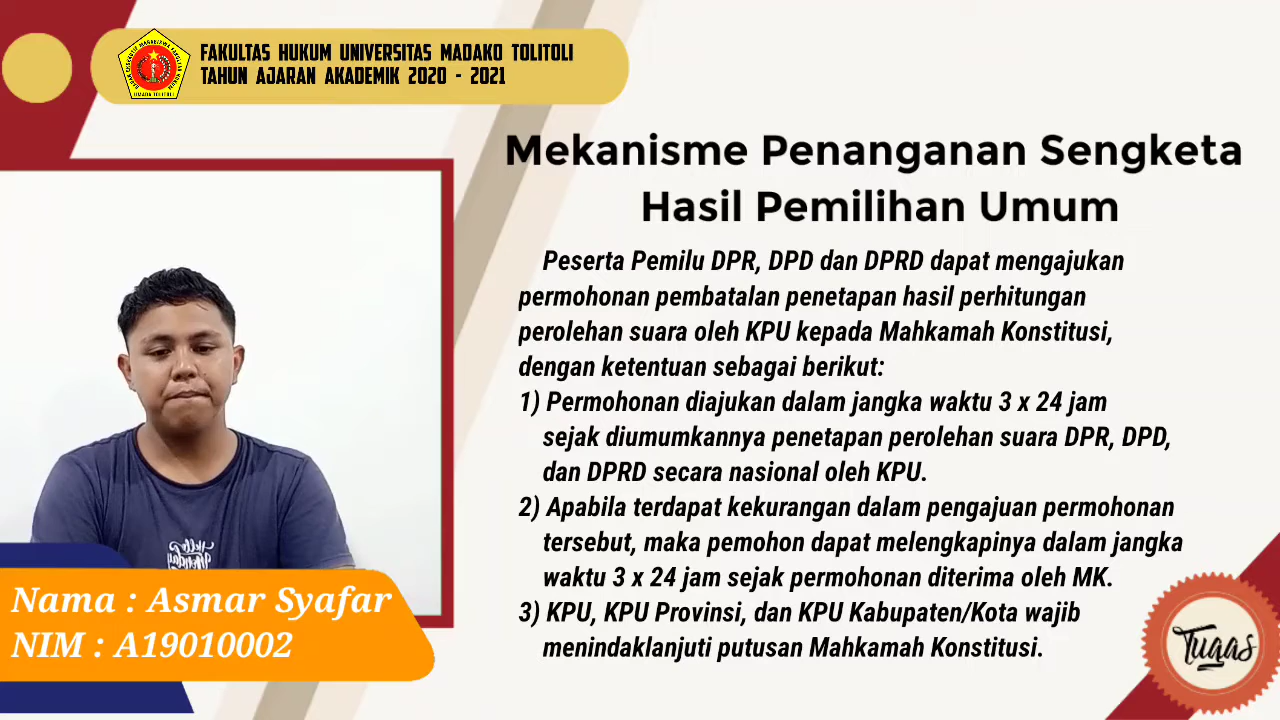 FAKULTAS HUKUM UNIVERSITAS MADAKO TOLITOLI
TAHUN AJARAN AKADEMIK 2020 - 2021
UMADA TOLITOLI
Mekanisme Penanganan Sengketa
Hasil Pemilihan Umum
Peserta Pemilu DPR, DPD dan DPRD dapat mengajukan
permohonan pembatalan penetapan hasil perhitungan
perolehan suara oleh KPU kepada Mahkamah Konstitusi,
dengan ketentuan sebagai berikut:
1) Permohonan diajukan dalam jangka waktu 3 x 24 jam
sejak diumumkannya penetapan perolehan suara DPR, DPD,
dan DPRD secara nasional oleh KPU.
2) Apabila terdapat kekurangan dalam pengajuan permohonan
tersebut, maka pemohon dapat melengkapinya dalam jangka
waktu 3 x 24 jam sejak permohonan diterima oleh MK.
3) KPU, KPU Provinsi, dan KPU Kabupaten/Kota wajib
menindaklanjuti putusan Mahkamah Konstitusi.
Hello
Monday
Nama : Asmar Syafar
NIM : A19010002
Tugas